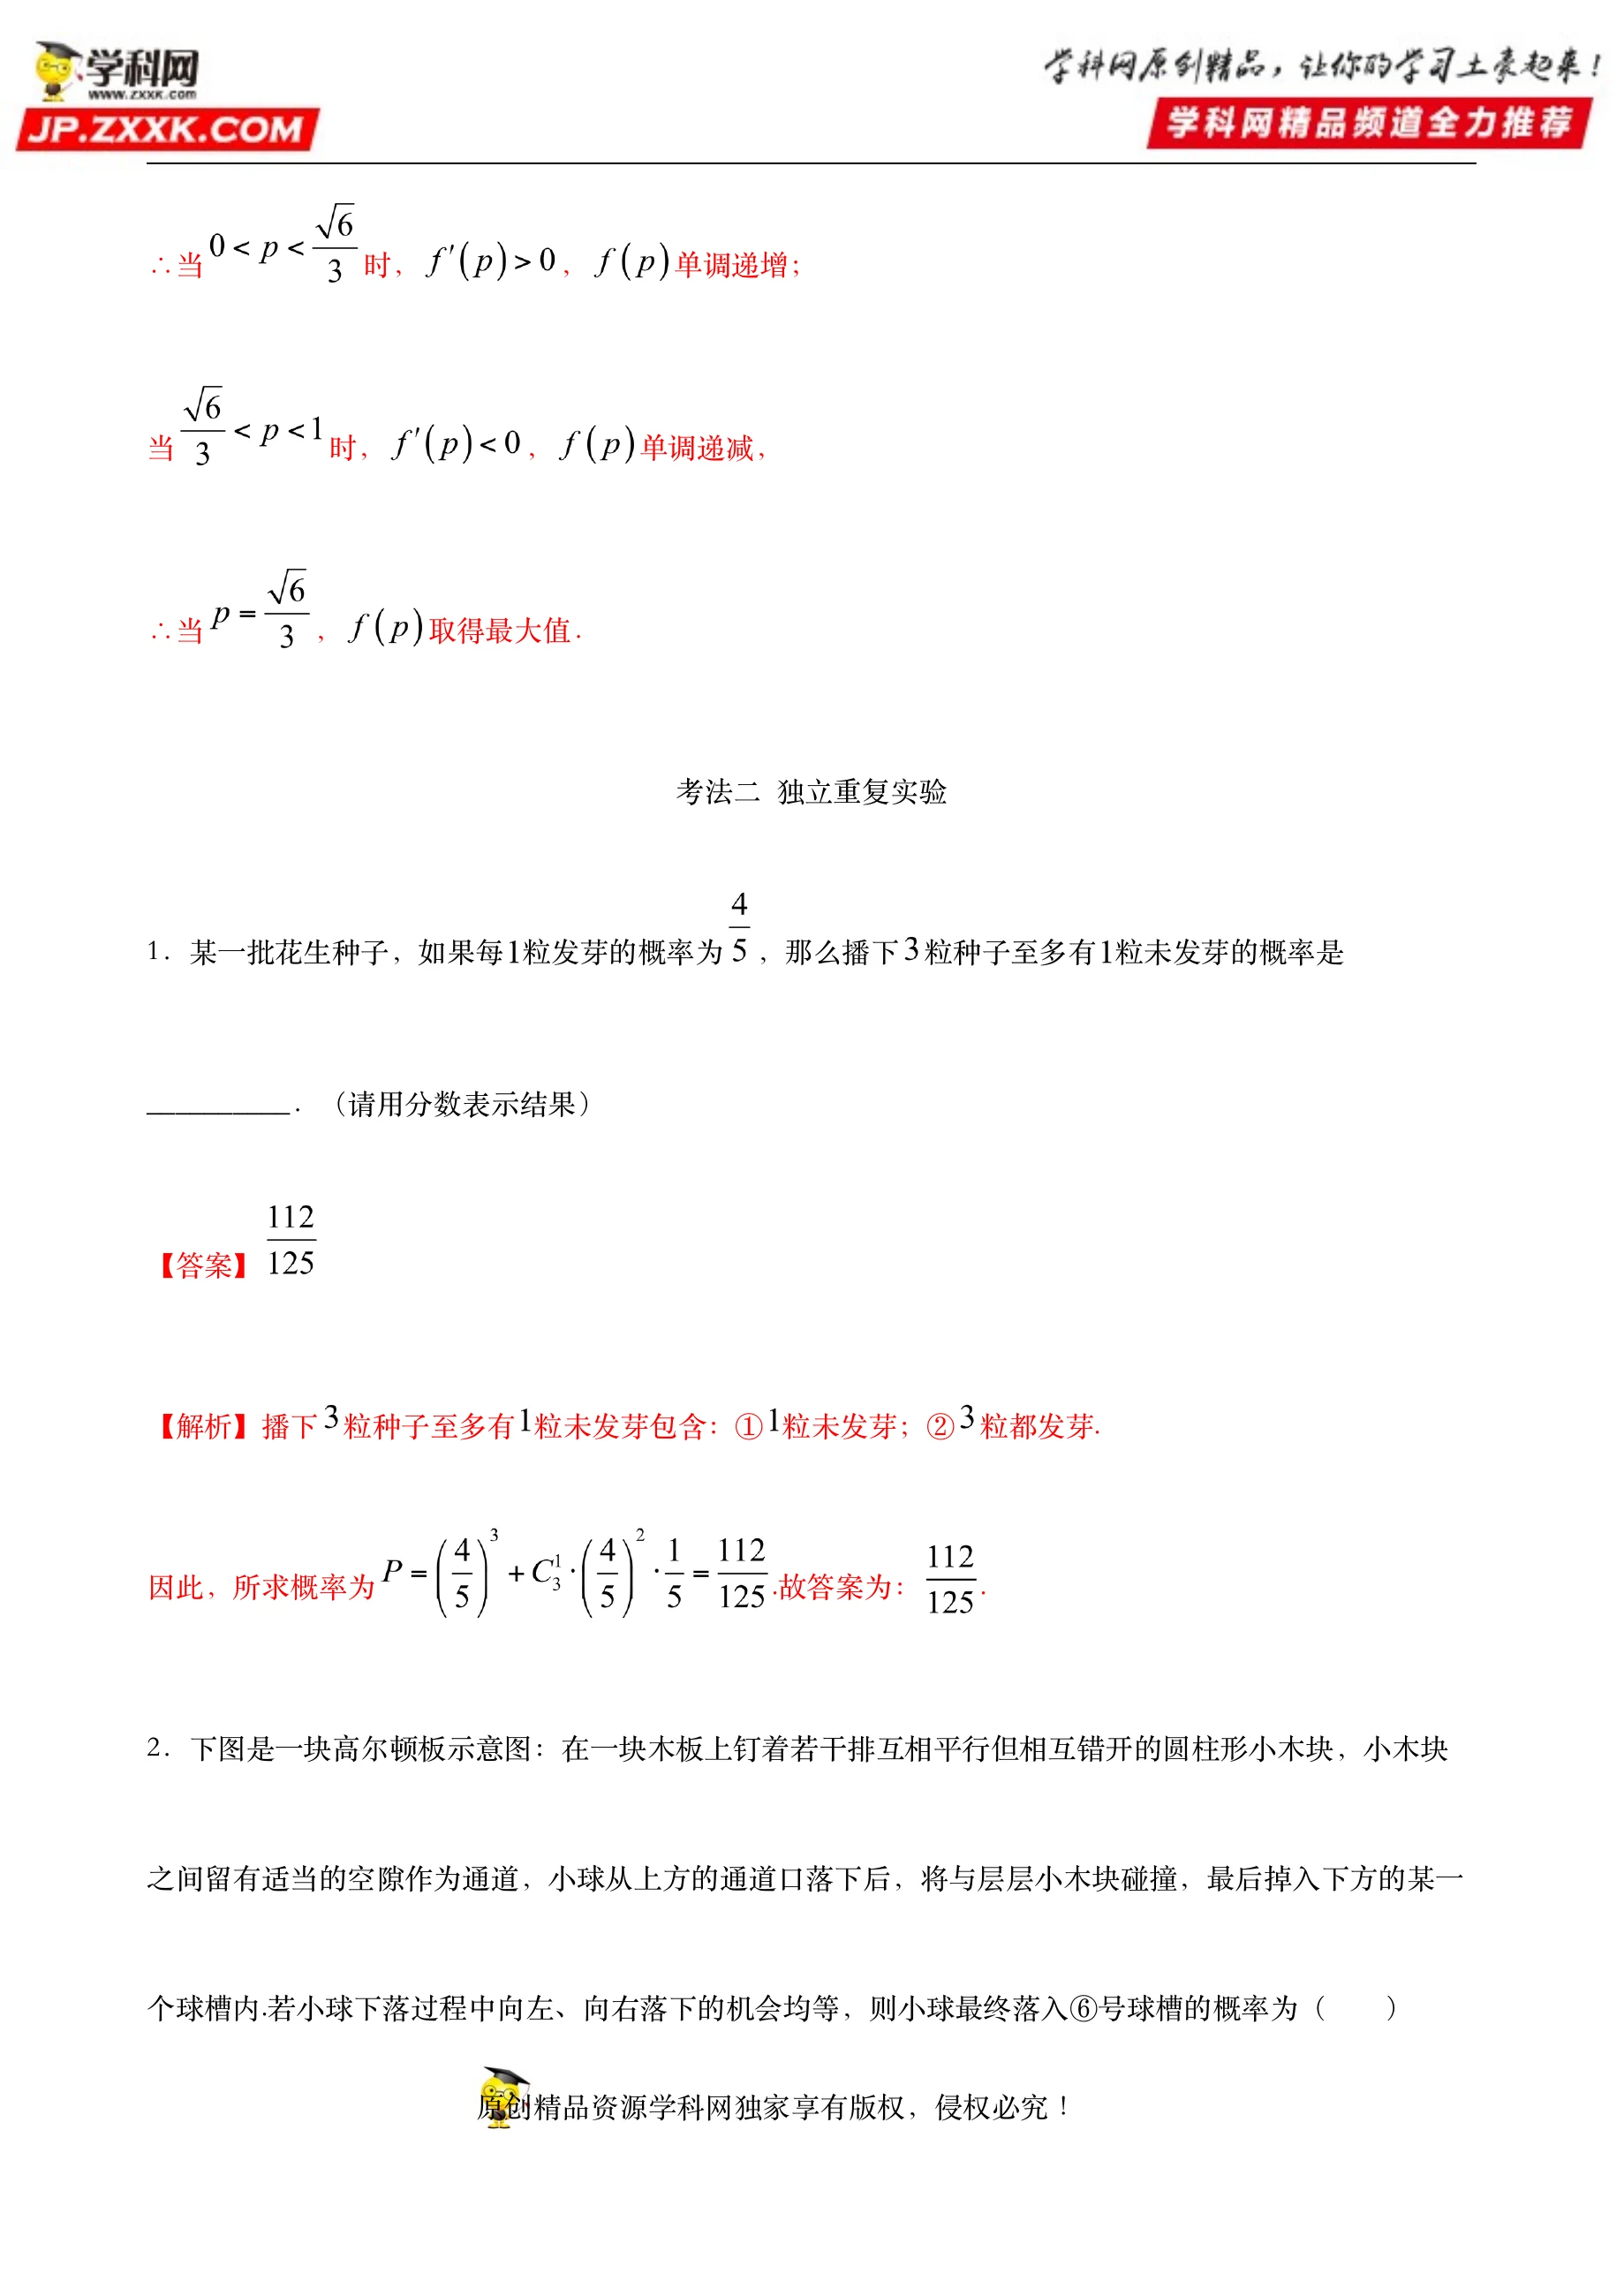 学科网
www.zxxk.com
JP.ZXXK.COM
学科网原创精品，让你的学习土豪起来！
学科网精品频道全力推荐
∴当 0 < p < √6/3 时，f′(p) > 0，f(p)单调递增；
当 √6/3 < p < 1 时，f′(p) < 0，f(p)单调递减，
∴当 p = √6/3，f(p)取得最大值.
考法二 独立重复实验
1．某一批花生种子，如果每1粒发芽的概率为 4/5，那么播下3粒种子至多有1粒未发芽的概率是
__________．（请用分数表示结果）
【答案】112/125
【解析】播下3粒种子至多有1粒未发芽包含：①1粒未发芽；②3粒都发芽.
因此，所求概率为 P = (4/5)³ + C₃¹·(4/5)²·1/5 = 112/125.故答案为：112/125.
2．下图是一块高尔顿板示意图：在一块木板上钉着若干排互相平行但相互错开的圆柱形小木块，小木块
之间留有适当的空隙作为通道，小球从上方的通道口落下后，将与层层小木块碰撞，最后掉入下方的某一
个球槽内.若小球下落过程中向左、向右落下的机会均等，则小球最终落入⑥号球槽的概率为（　　）
原创精品资源学科网独家享有版权，侵权必究！